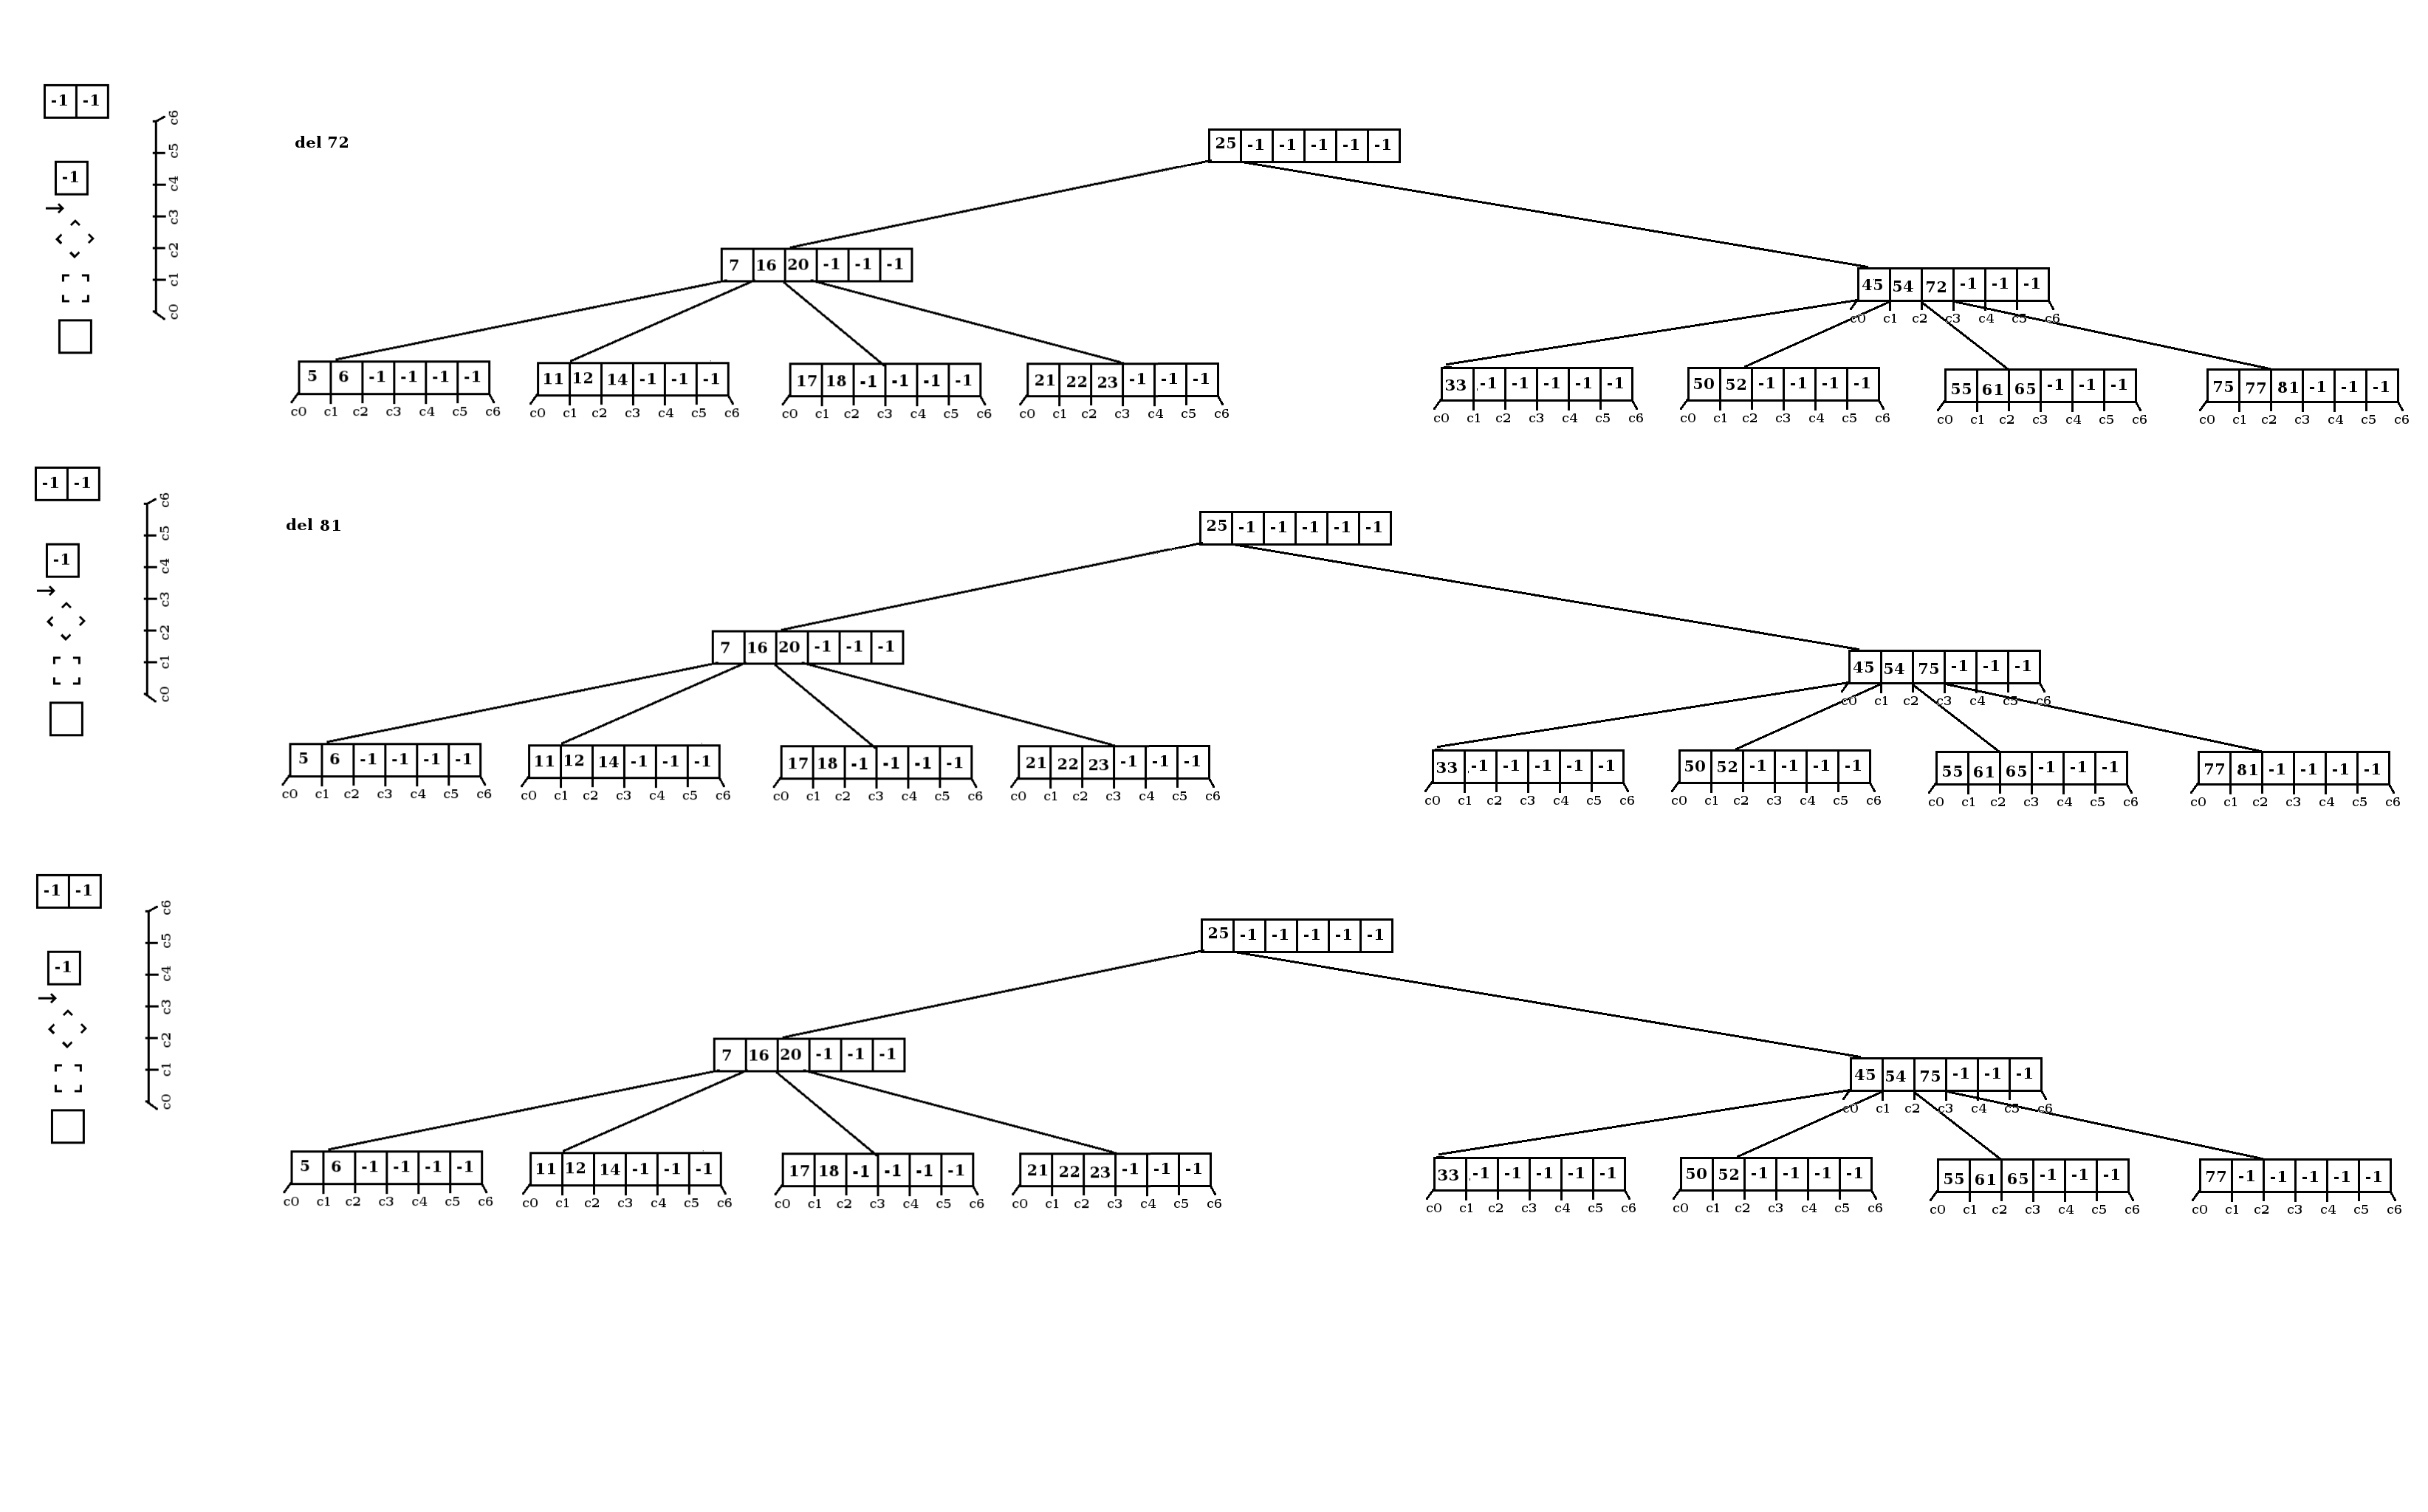 -1 -1
c6
c5
c4
c3
c2
c1
c0
-1
del 72
25 -1 -1 -1 -1 -1
7 16 20 -1 -1 -1
45 54 72 -1 -1 -1
c0 c1 c2 c3 c4 c5 c6
5 6 -1 -1 -1 -1
c0 c1 c2 c3 c4 c5 c6
11 12 14 -1 -1 -1
c0 c1 c2 c3 c4 c5 c6
17 18 -1 -1 -1 -1
c0 c1 c2 c3 c4 c5 c6
21 22 23 -1 -1 -1
c0 c1 c2 c3 c4 c5 c6
33 -1 -1 -1 -1 -1
c0 c1 c2 c3 c4 c5 c6
50 52 -1 -1 -1 -1
c0 c1 c2 c3 c4 c5 c6
55 61 65 -1 -1 -1
c0 c1 c2 c3 c4 c5 c6
75 77 81 -1 -1 -1
c0 c1 c2 c3 c4 c5 c6
-1 -1
c6
c5
c4
c3
c2
c1
c0
-1
del 81
25 -1 -1 -1 -1 -1
7 16 20 -1 -1 -1
45 54 75 -1 -1 -1
c0 c1 c2 c3 c4 c5 c6
5 6 -1 -1 -1 -1
c0 c1 c2 c3 c4 c5 c6
11 12 14 -1 -1 -1
c0 c1 c2 c3 c4 c5 c6
17 18 -1 -1 -1 -1
c0 c1 c2 c3 c4 c5 c6
21 22 23 -1 -1 -1
c0 c1 c2 c3 c4 c5 c6
33 -1 -1 -1 -1 -1
c0 c1 c2 c3 c4 c5 c6
50 52 -1 -1 -1 -1
c0 c1 c2 c3 c4 c5 c6
55 61 65 -1 -1 -1
c0 c1 c2 c3 c4 c5 c6
77 81 -1 -1 -1 -1
c0 c1 c2 c3 c4 c5 c6
-1 -1
c6
c5
c4
c3
c2
c1
c0
-1
25 -1 -1 -1 -1 -1
7 16 20 -1 -1 -1
45 54 75 -1 -1 -1
c0 c1 c2 c3 c4 c5 c6
5 6 -1 -1 -1 -1
c0 c1 c2 c3 c4 c5 c6
11 12 14 -1 -1 -1
c0 c1 c2 c3 c4 c5 c6
17 18 -1 -1 -1 -1
c0 c1 c2 c3 c4 c5 c6
21 22 23 -1 -1 -1
c0 c1 c2 c3 c4 c5 c6
33 -1 -1 -1 -1 -1
c0 c1 c2 c3 c4 c5 c6
50 52 -1 -1 -1 -1
c0 c1 c2 c3 c4 c5 c6
55 61 65 -1 -1 -1
c0 c1 c2 c3 c4 c5 c6
77 -1 -1 -1 -1 -1
c0 c1 c2 c3 c4 c5 c6